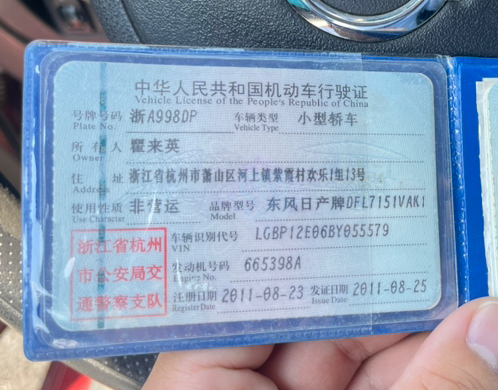 中华人民共和国机动车行驶证
Vehicle License of the People's Republic of China
号牌号码 浙A998DP 车辆类型 小型轿车
Plate No. Vehicle Type
所有人 瞿来英
Owner
住址 浙江省杭州市萧山区河上镇紫霞村欢乐1组13号
Address
使用性质 非营运 品牌型号 东风日产牌DFL7151VAK1
Use Character Model
浙江省杭州
市公安局交
通警察支队
车辆识别代号 LGBP12E06BY055579
VIN
发动机号码 665398A
Engine No.
注册日期 2011-08-23 发证日期 2011-08-25
Register Date Issue Date